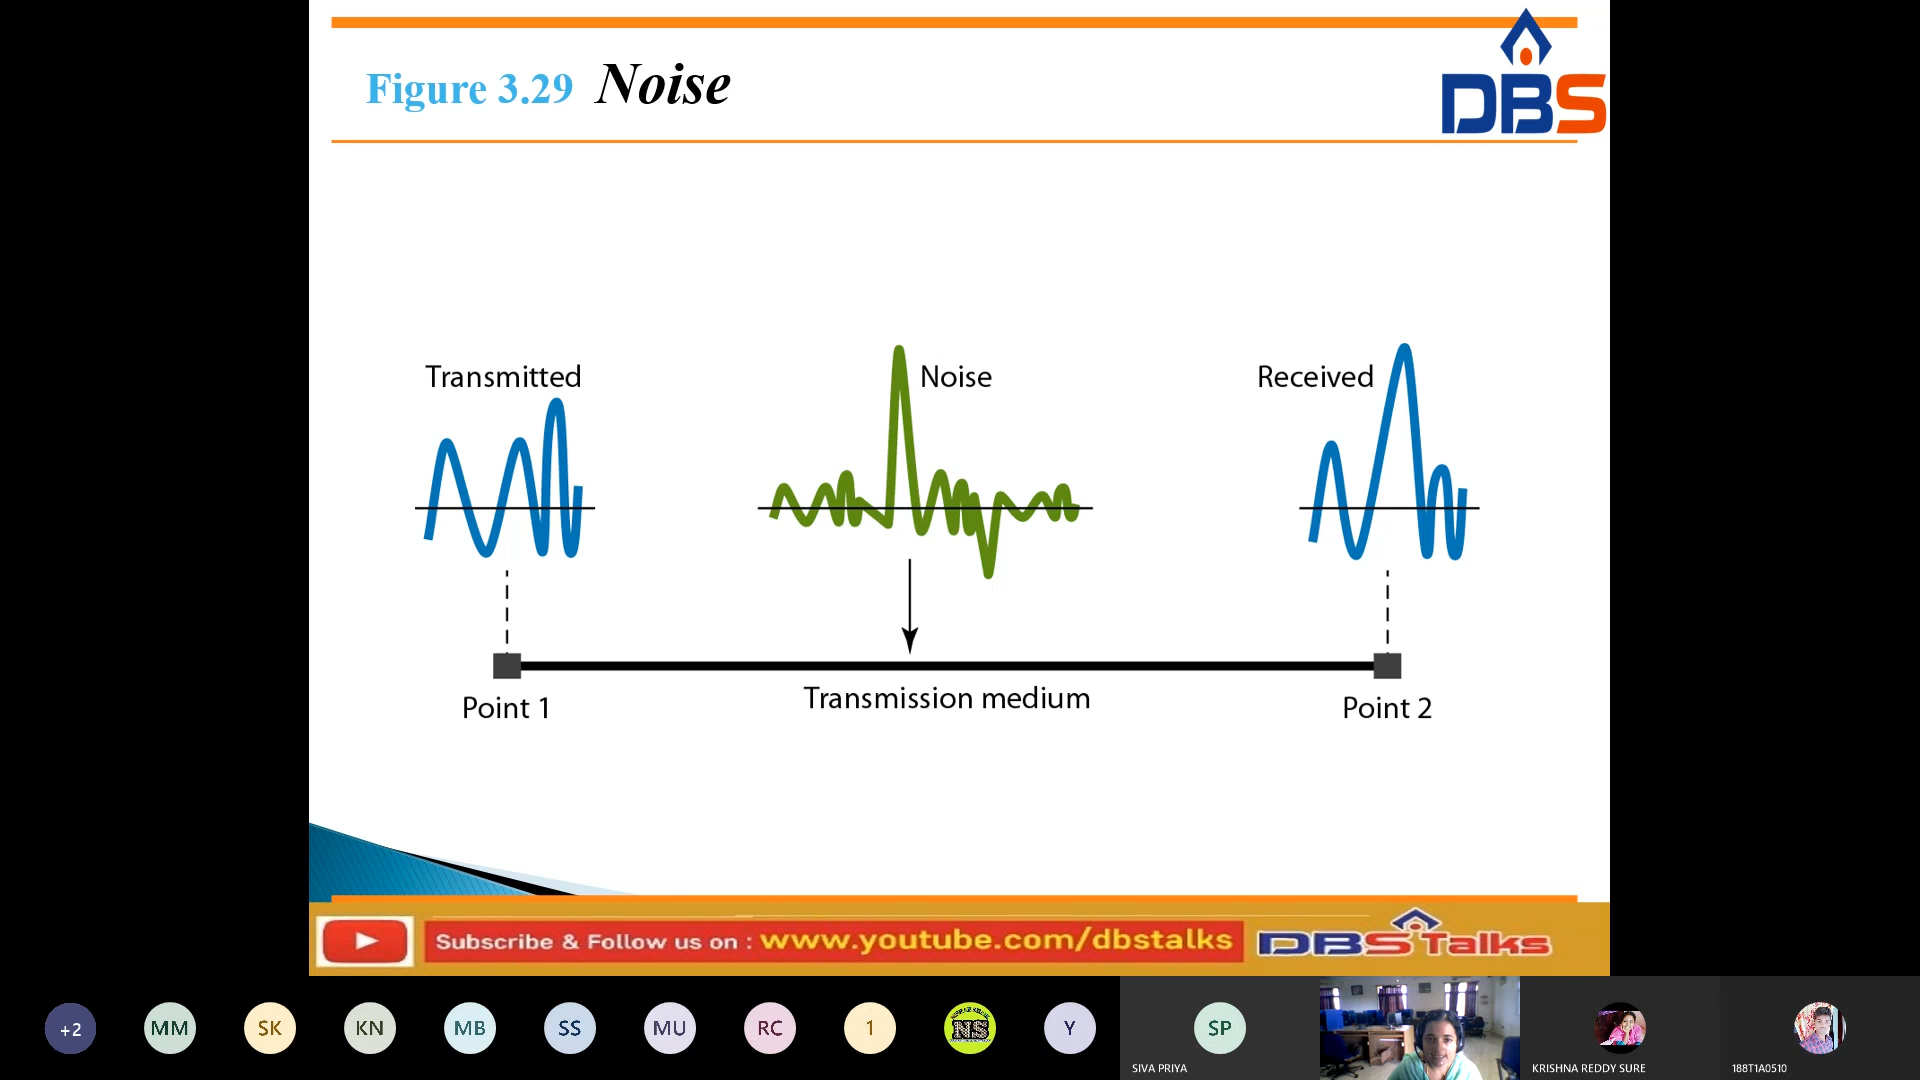 Figure 3.29 Noise
DBS
Transmitted
Noise
Received
Point 1
Transmission medium
Point 2
Subscribe & Follow us on : www.youtube.com/dbstalks
DBS Talks
+2
MM
SK
KN
MB
SS
MU
RC
1
NS
Y
SP
SIVA PRIYA
KRISHNA REDDY SURE
188T1A0510